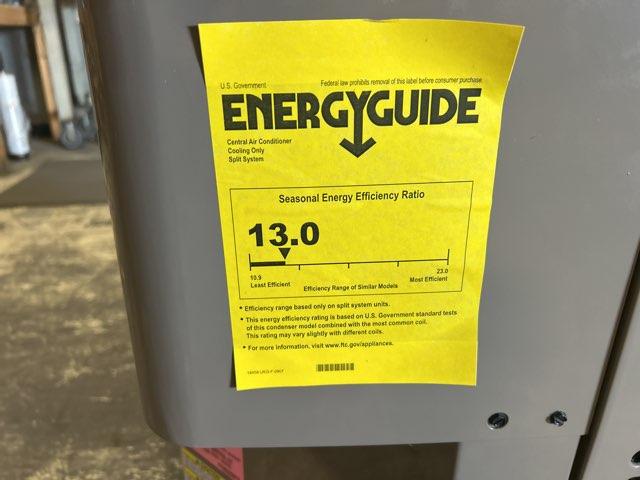 U.S. Government
Federal law prohibits removal of this label before consumer purchase.
ENERGYGUIDE
Central Air Conditioner
Cooling Only
Split System
Seasonal Energy Efficiency Ratio
13.0
10.9
23.0
Least Efficient
Efficiency Range of Similar Models
Most Efficient
• Efficiency range based only on split system units.
• This energy efficiency rating is based on U.S. Government standard tests
of this condenser model combined with the most common coil.
This rating may vary slightly with different coils.
• For more information, visit www.ftc.gov/appliances.